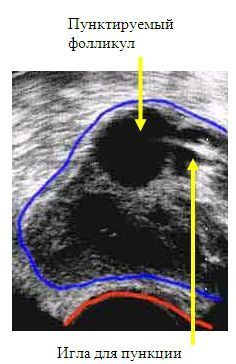 Пунктируемый
фолликул
Игла для пункции